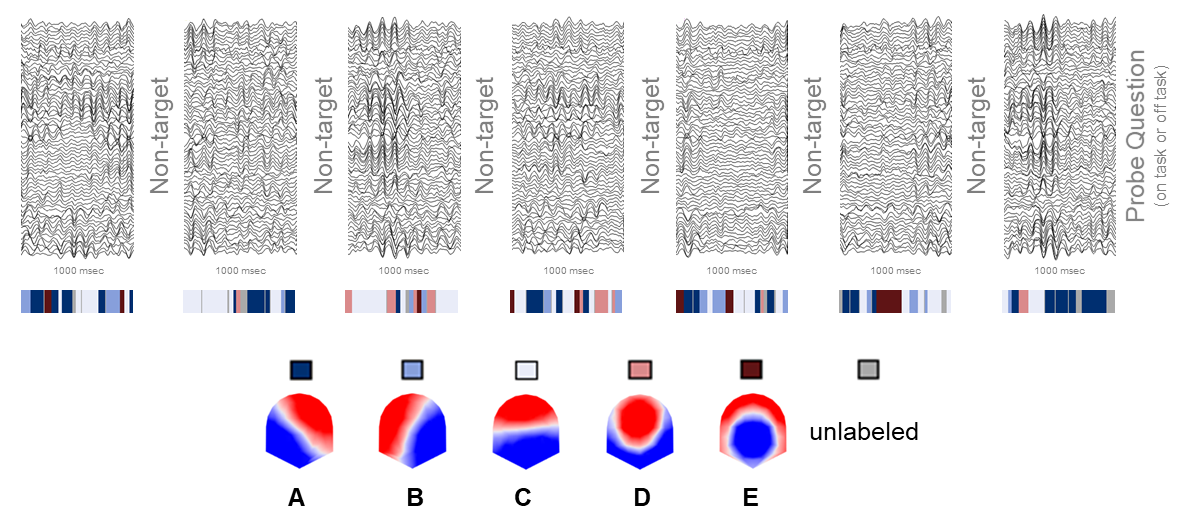 Non-target
Non-target
Non-target
Non-target
Non-target
Non-target
Probe Question
(on task or off task)
1000 msec
1000 msec
1000 msec
1000 msec
1000 msec
1000 msec
1000 msec
unlabeled
A
B
C
D
E